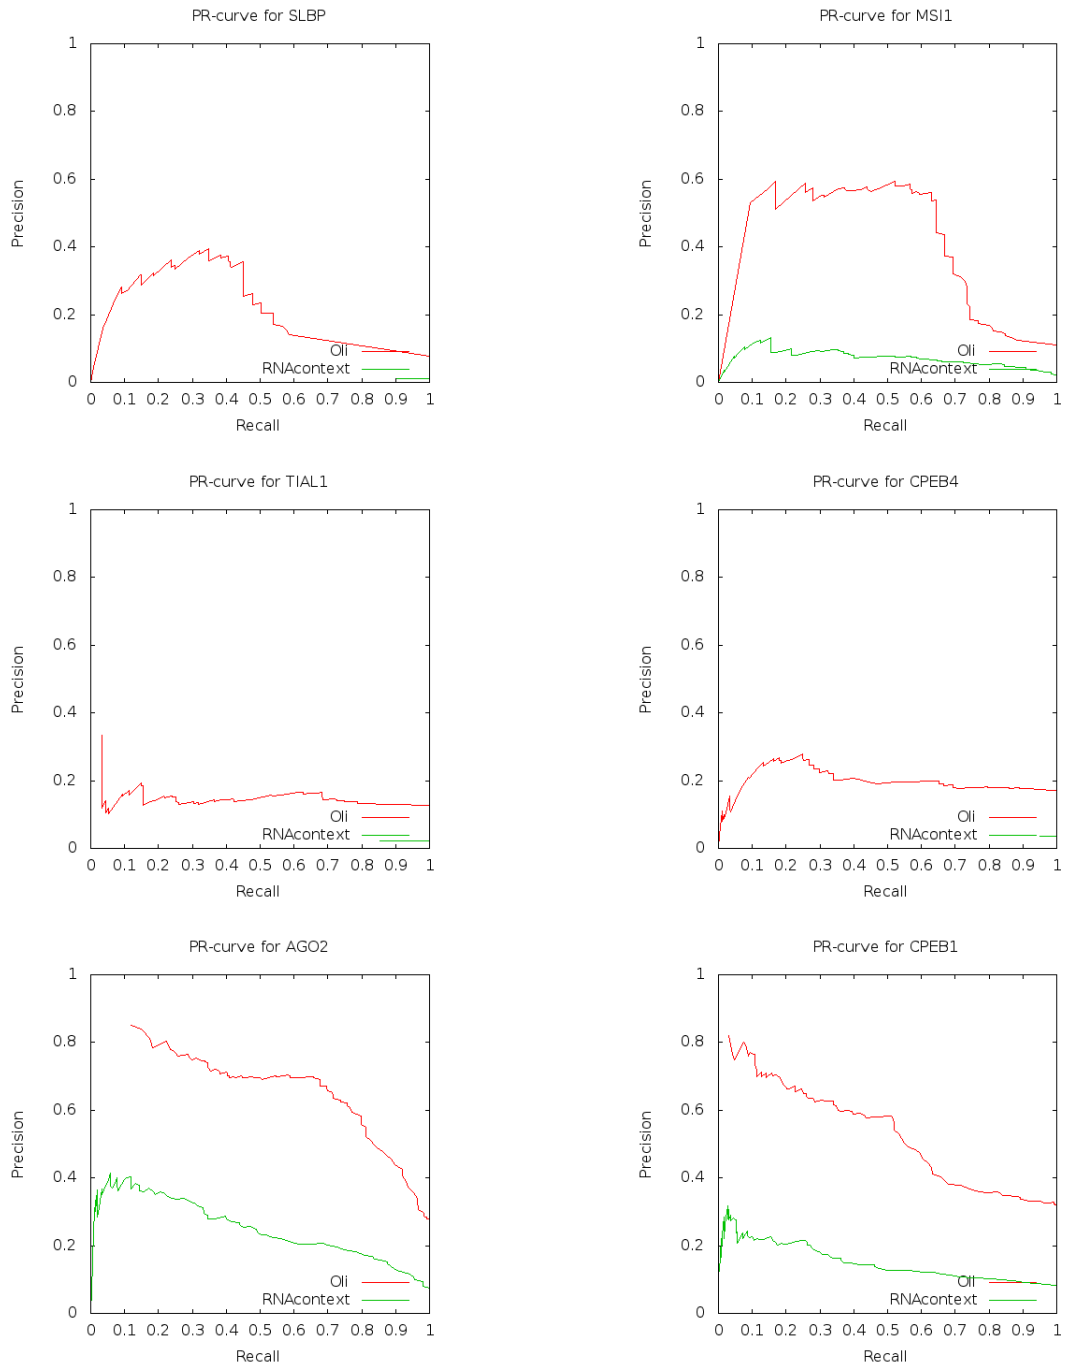 PR-curve for SLBP
1
0.8
0.6
0.4
0.2
0
Precision
Oli
RNAcontext
0 0.1 0.2 0.3 0.4 0.5 0.6 0.7 0.8 0.9 1
Recall
PR-curve for MSI1
1
0.8
0.6
0.4
0.2
0
Precision
Oli
RNAcontext
0 0.1 0.2 0.3 0.4 0.5 0.6 0.7 0.8 0.9 1
Recall
PR-curve for TIAL1
1
0.8
0.6
0.4
0.2
0
Precision
Oli
RNAcontext
0 0.1 0.2 0.3 0.4 0.5 0.6 0.7 0.8 0.9 1
Recall
PR-curve for CPEB4
1
0.8
0.6
0.4
0.2
0
Precision
Oli
RNAcontext
0 0.1 0.2 0.3 0.4 0.5 0.6 0.7 0.8 0.9 1
Recall
PR-curve for AGO2
1
0.8
0.6
0.4
0.2
0
Precision
Oli
RNAcontext
0 0.1 0.2 0.3 0.4 0.5 0.6 0.7 0.8 0.9 1
Recall
PR-curve for CPEB1
1
0.8
0.6
0.4
0.2
0
Precision
Oli
RNAcontext
0 0.1 0.2 0.3 0.4 0.5 0.6 0.7 0.8 0.9 1
Recall